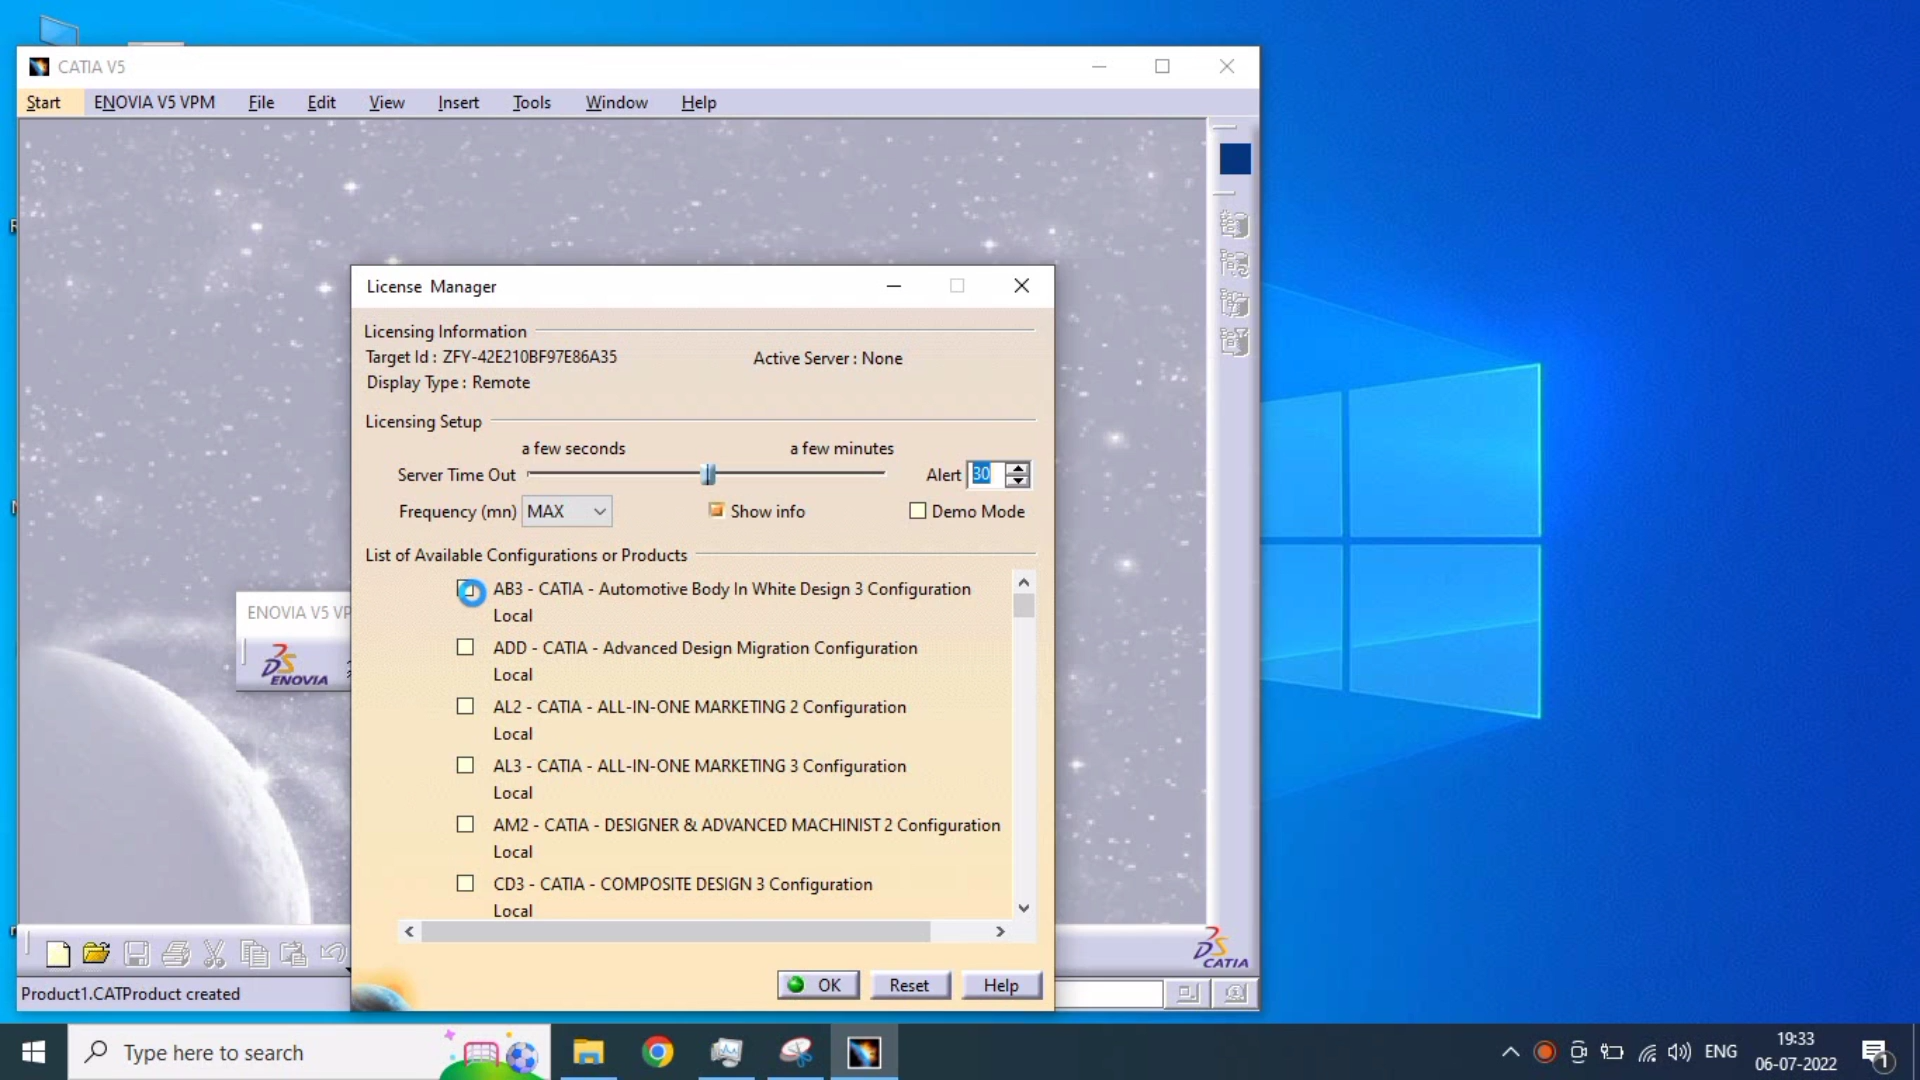 CATIA V5
Start ENOVIA V5 VPM File Edit View Insert Tools Window Help
License Manager
Licensing Information
Target Id : ZFY-42E210BF97E86A35 Active Server : None
Display Type : Remote
Licensing Setup
a few seconds a few minutes
Server Time Out Alert 30
Frequency (mn) MAX Show info Demo Mode
List of Available Configurations or Products
AB3 - CATIA - Automotive Body In White Design 3 Configuration
Local
ADD - CATIA - Advanced Design Migration Configuration
Local
AL2 - CATIA - ALL-IN-ONE MARKETING 2 Configuration
Local
AL3 - CATIA - ALL-IN-ONE MARKETING 3 Configuration
Local
AM2 - CATIA - DESIGNER & ADVANCED MACHINIST 2 Configuration
Local
CD3 - CATIA - COMPOSITE DESIGN 3 Configuration
Local
OK Reset Help
ENOVIA V5 VP
ENOVIA
CATIA
Product1.CATProduct created
Type here to search
ENG
19:33
06-07-2022
1